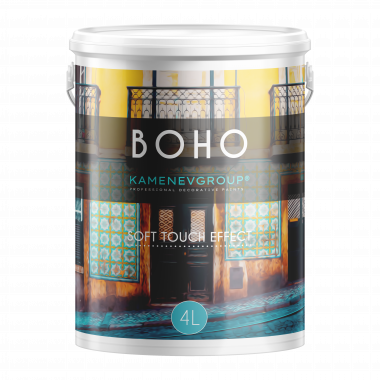 BOHO
KAMENEVGROUP®
PROFESSIONAL DECORATIVE PAINTS
SOFT TOUCH EFFECT
4L